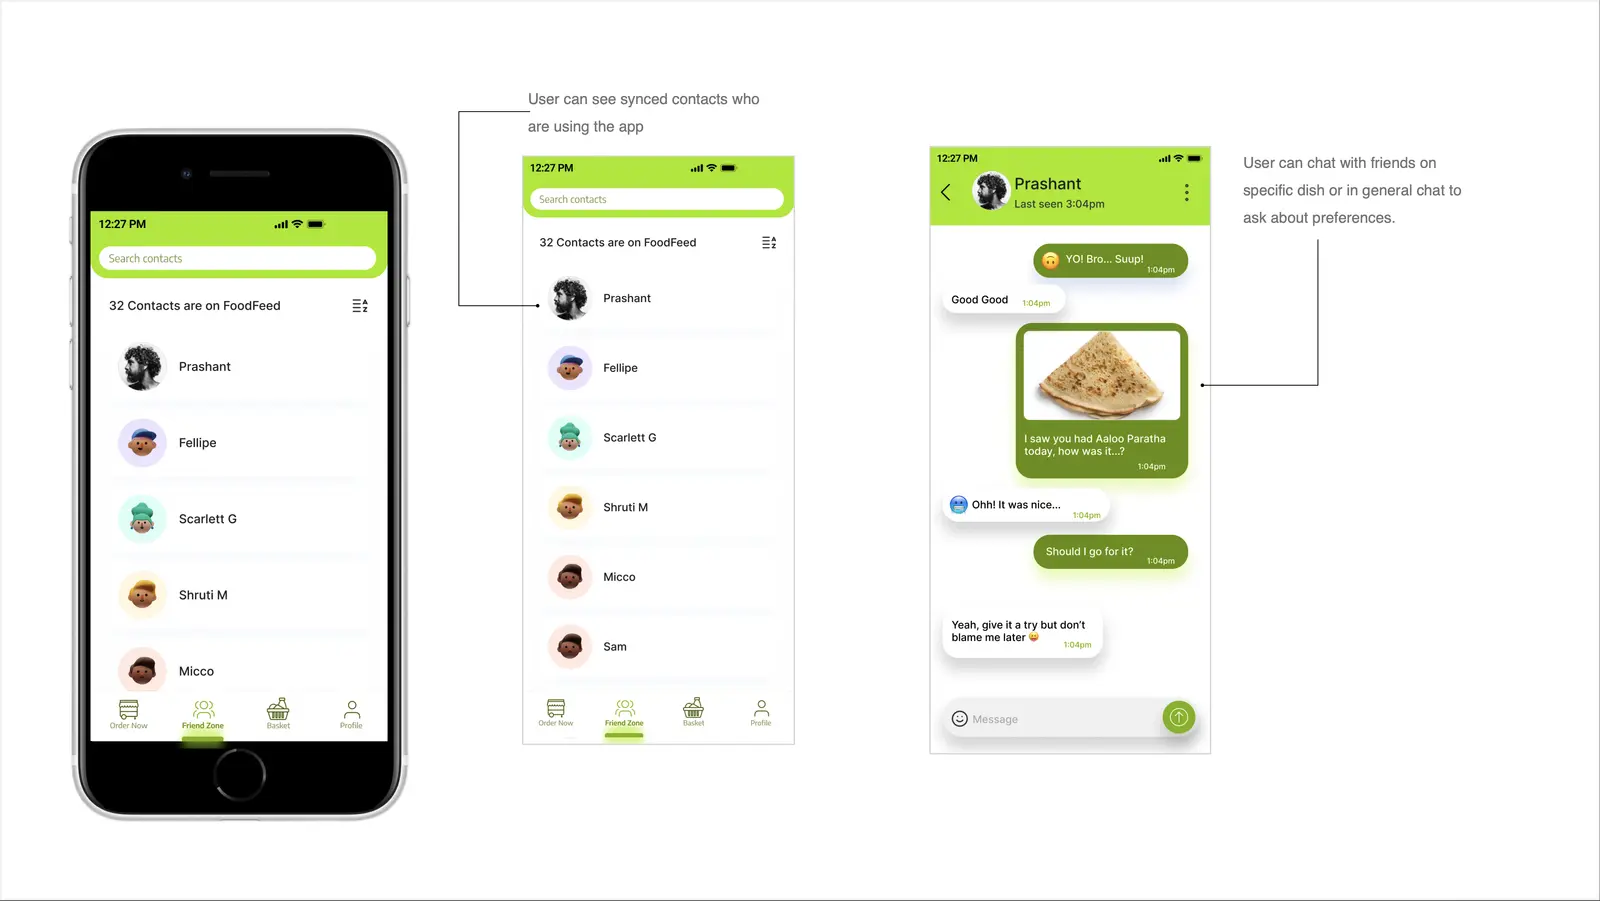 User can see synced contacts who
are using the app
12:27 PM
Search contacts
32 Contacts are on FoodFeed
Prashant
Fellipe
Scarlett G
Shruti M
Micco
Order Now
Friend Zone
Basket
Profile
12:27 PM
Search contacts
32 Contacts are on FoodFeed
Prashant
Fellipe
Scarlett G
Shruti M
Micco
Sam
Order Now
Friend Zone
Basket
Profile
12:27 PM
Prashant
Last seen 3:04pm
YO! Bro... Suup!
1:04pm
Good Good
1:04pm
I saw you had Aaloo Paratha
today, how was it...?
1:04pm
Ohh! It was nice...
1:04pm
Should I go for it?
1:04pm
Yeah, give it a try but don’t
blame me later 😛
1:04pm
Message
User can chat with friends on
specific dish or in general chat to
ask about preferences.